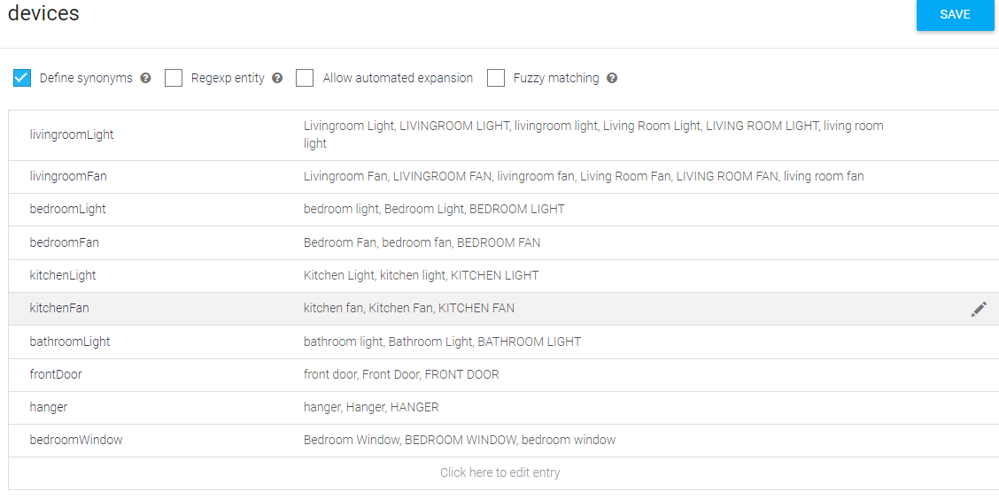 devices
SAVE
Define synonyms ? Regexp entity ? Allow automated expansion Fuzzy matching ?
livingroomLight Livingroom Light, LIVINGROOM LIGHT, livingroom light, Living Room Light, LIVING ROOM LIGHT, living room
light
livingroomFan Livingroom Fan, LIVINGROOM FAN, livingroom fan, Living Room Fan, LIVING ROOM FAN, living room fan
bedroomLight bedroom light, Bedroom Light, BEDROOM LIGHT
bedroomFan Bedroom Fan, bedroom fan, BEDROOM FAN
kitchenLight Kitchen Light, kitchen light, KITCHEN LIGHT
kitchenFan kitchen fan, Kitchen Fan, KITCHEN FAN
bathroomLight bathroom light, Bathroom Light, BATHROOM LIGHT
frontDoor front door, Front Door, FRONT DOOR
hanger hanger, Hanger, HANGER
bedroomWindow Bedroom Window, BEDROOM WINDOW, bedroom window
Click here to edit entry